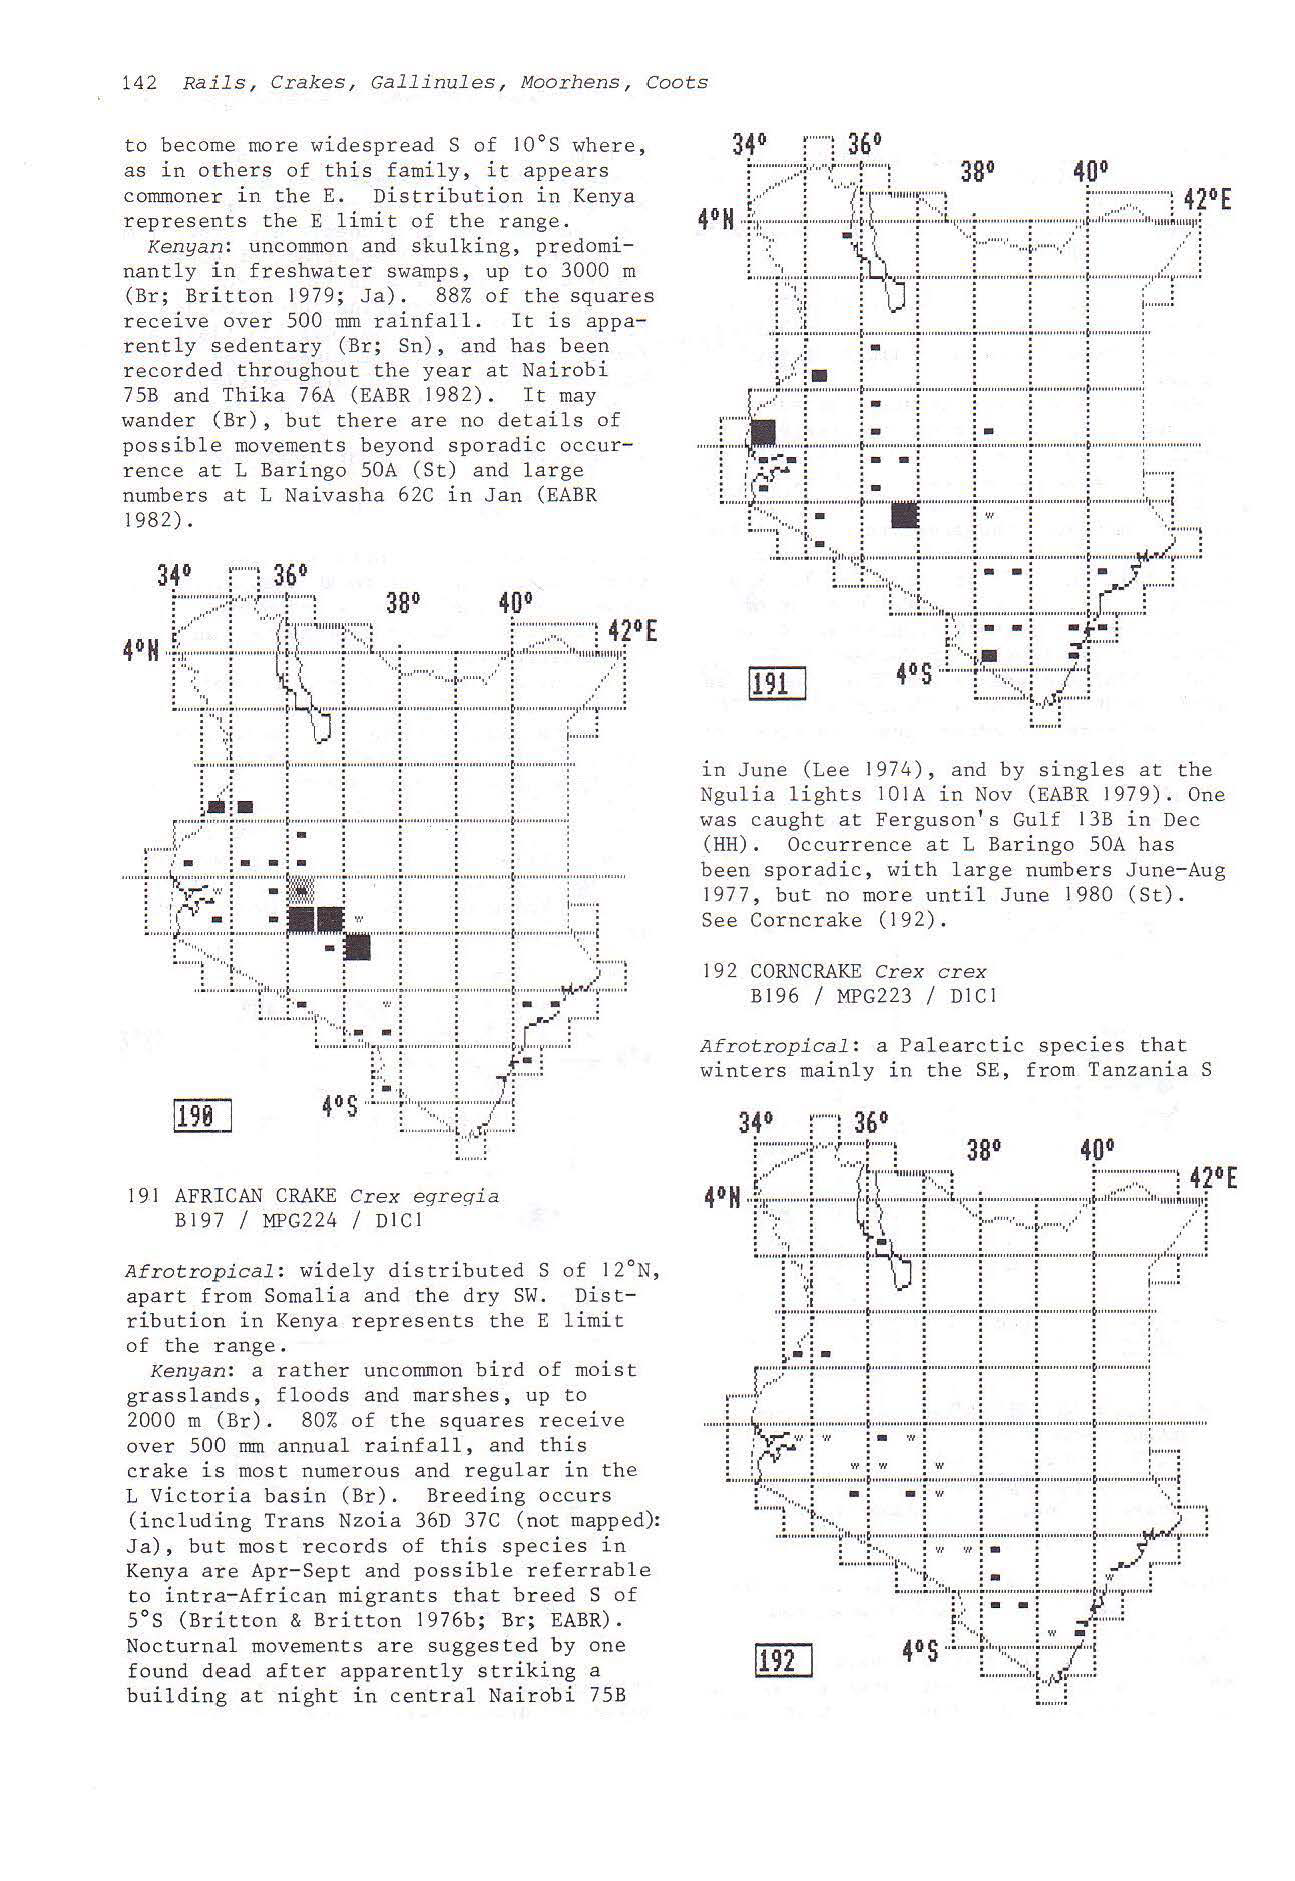 142 Rails, Crakes, Gallinules, Moorhens, Coots
to become more widespread S of 10°S where,
as in others of this family, it appears
commoner in the E. Distribution in Kenya
represents the E limit of the range.
Kenyan: uncommon and skulking, predomi-
nantly in freshwater swamps, up to 3000 m
(Br; Britton 1979; Ja). 88% of the squares
receive over 500 mm rainfall. It is appa-
rently sedentary (Br; Sn), and has been
recorded throughout the year at Nairobi
75B and Thika 76A (EABR 1982). It may
wander (Br), but there are no details of
possible movements beyond sporadic occur-
rence at L Baringo 50A (St) and large
numbers at L Naivasha 62C in Jan (EABR
1982).
34° 36°
38° 40°
42°E
4°N
4°S
190
191 AFRICAN CRAKE Crex egregia
B197 / MPG224 / D1C1
Afrotropical: widely distributed S of 12°N,
apart from Somalia and the dry SW. Dist-
ribution in Kenya represents the E limit
of the range.
Kenyan: a rather uncommon bird of moist
grasslands, floods and marshes, up to
2000 m (Br). 80% of the squares receive
over 500 mm annual rainfall, and this
crake is most numerous and regular in the
L Victoria basin (Br). Breeding occurs
(including Trans Nzoia 36D 37C (not mapped):
Ja), but most records of this species in
Kenya are Apr-Sept and possible referrable
to intra-African migrants that breed S of
5°S (Britton & Britton 1976b; Br; EABR).
Nocturnal movements are suggested by one
found dead after apparently striking a
building at night in central Nairobi 75B
34° 36°
38° 40°
42°E
4°N
4°S
191
in June (Lee 1974), and by singles at the
Ngulia lights 101A in Nov (EABR 1979). One
was caught at Ferguson's Gulf 13B in Dec
(HH). Occurrence at L Baringo 50A has
been sporadic, with large numbers June-Aug
1977, but no more until June 1980 (St).
See Corncrake (192).
192 CORNCRAKE Crex crex
B196 / MPG223 / D1C1
Afrotropical: a Palearctic species that
winters mainly in the SE, from Tanzania S
34° 36°
38° 40°
42°E
4°N
4°S
192